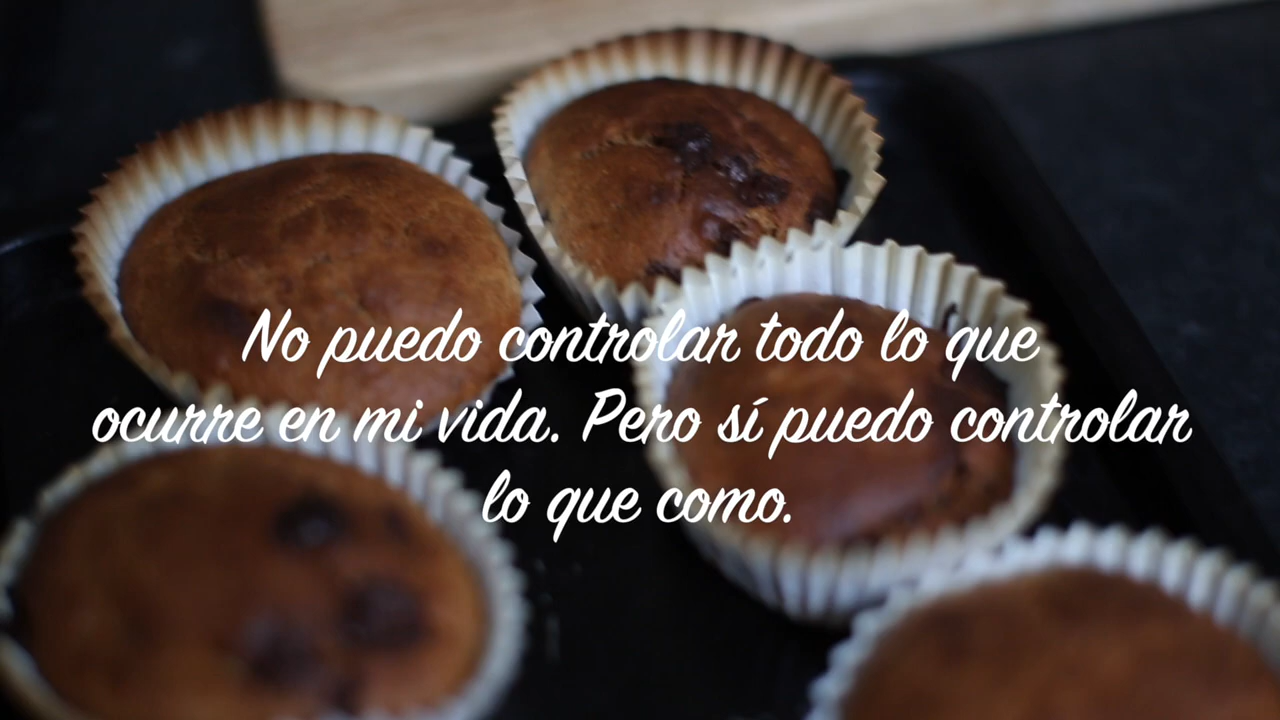 No puedo controlar todo lo que
ocurre en mi vida. Pero sí puedo controlar
lo que como.